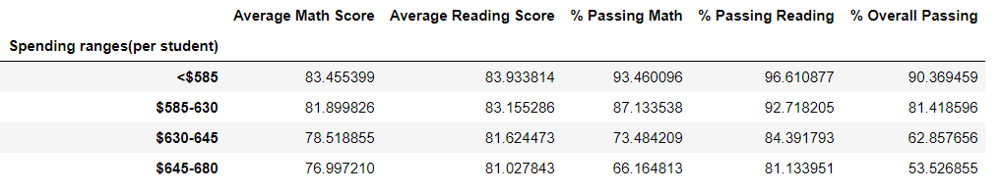 Average Math Score Average Reading Score % Passing Math % Passing Reading % Overall Passing
Spending ranges(per student)
<$585 83.455399 83.933814 93.460096 96.610877 90.369459
$585-630 81.899826 83.155286 87.133538 92.718205 81.418596
$630-645 78.518855 81.624473 73.484209 84.391793 62.857656
$645-680 76.997210 81.027843 66.164813 81.133951 53.526855